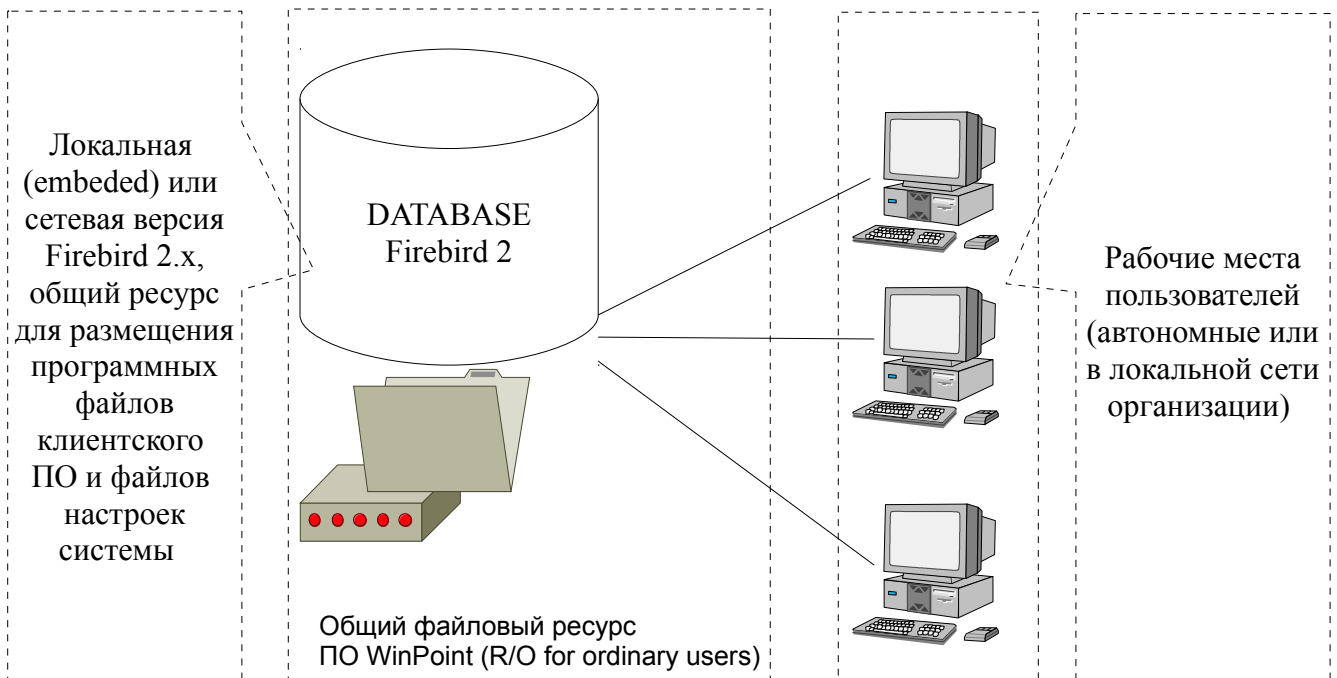 Локальная
(embeded) или
сетевая версия
Firebird 2.x,
общий ресурс
для размещения
программных
файлов
клиентского
ПО и файлов
настроек
системы
DATABASE
Firebird 2
Общий файловый ресурс
ПО WinPoint (R/O for ordinary users)
Рабочие места
пользователей
(автономные или
в локальной сети
организации)